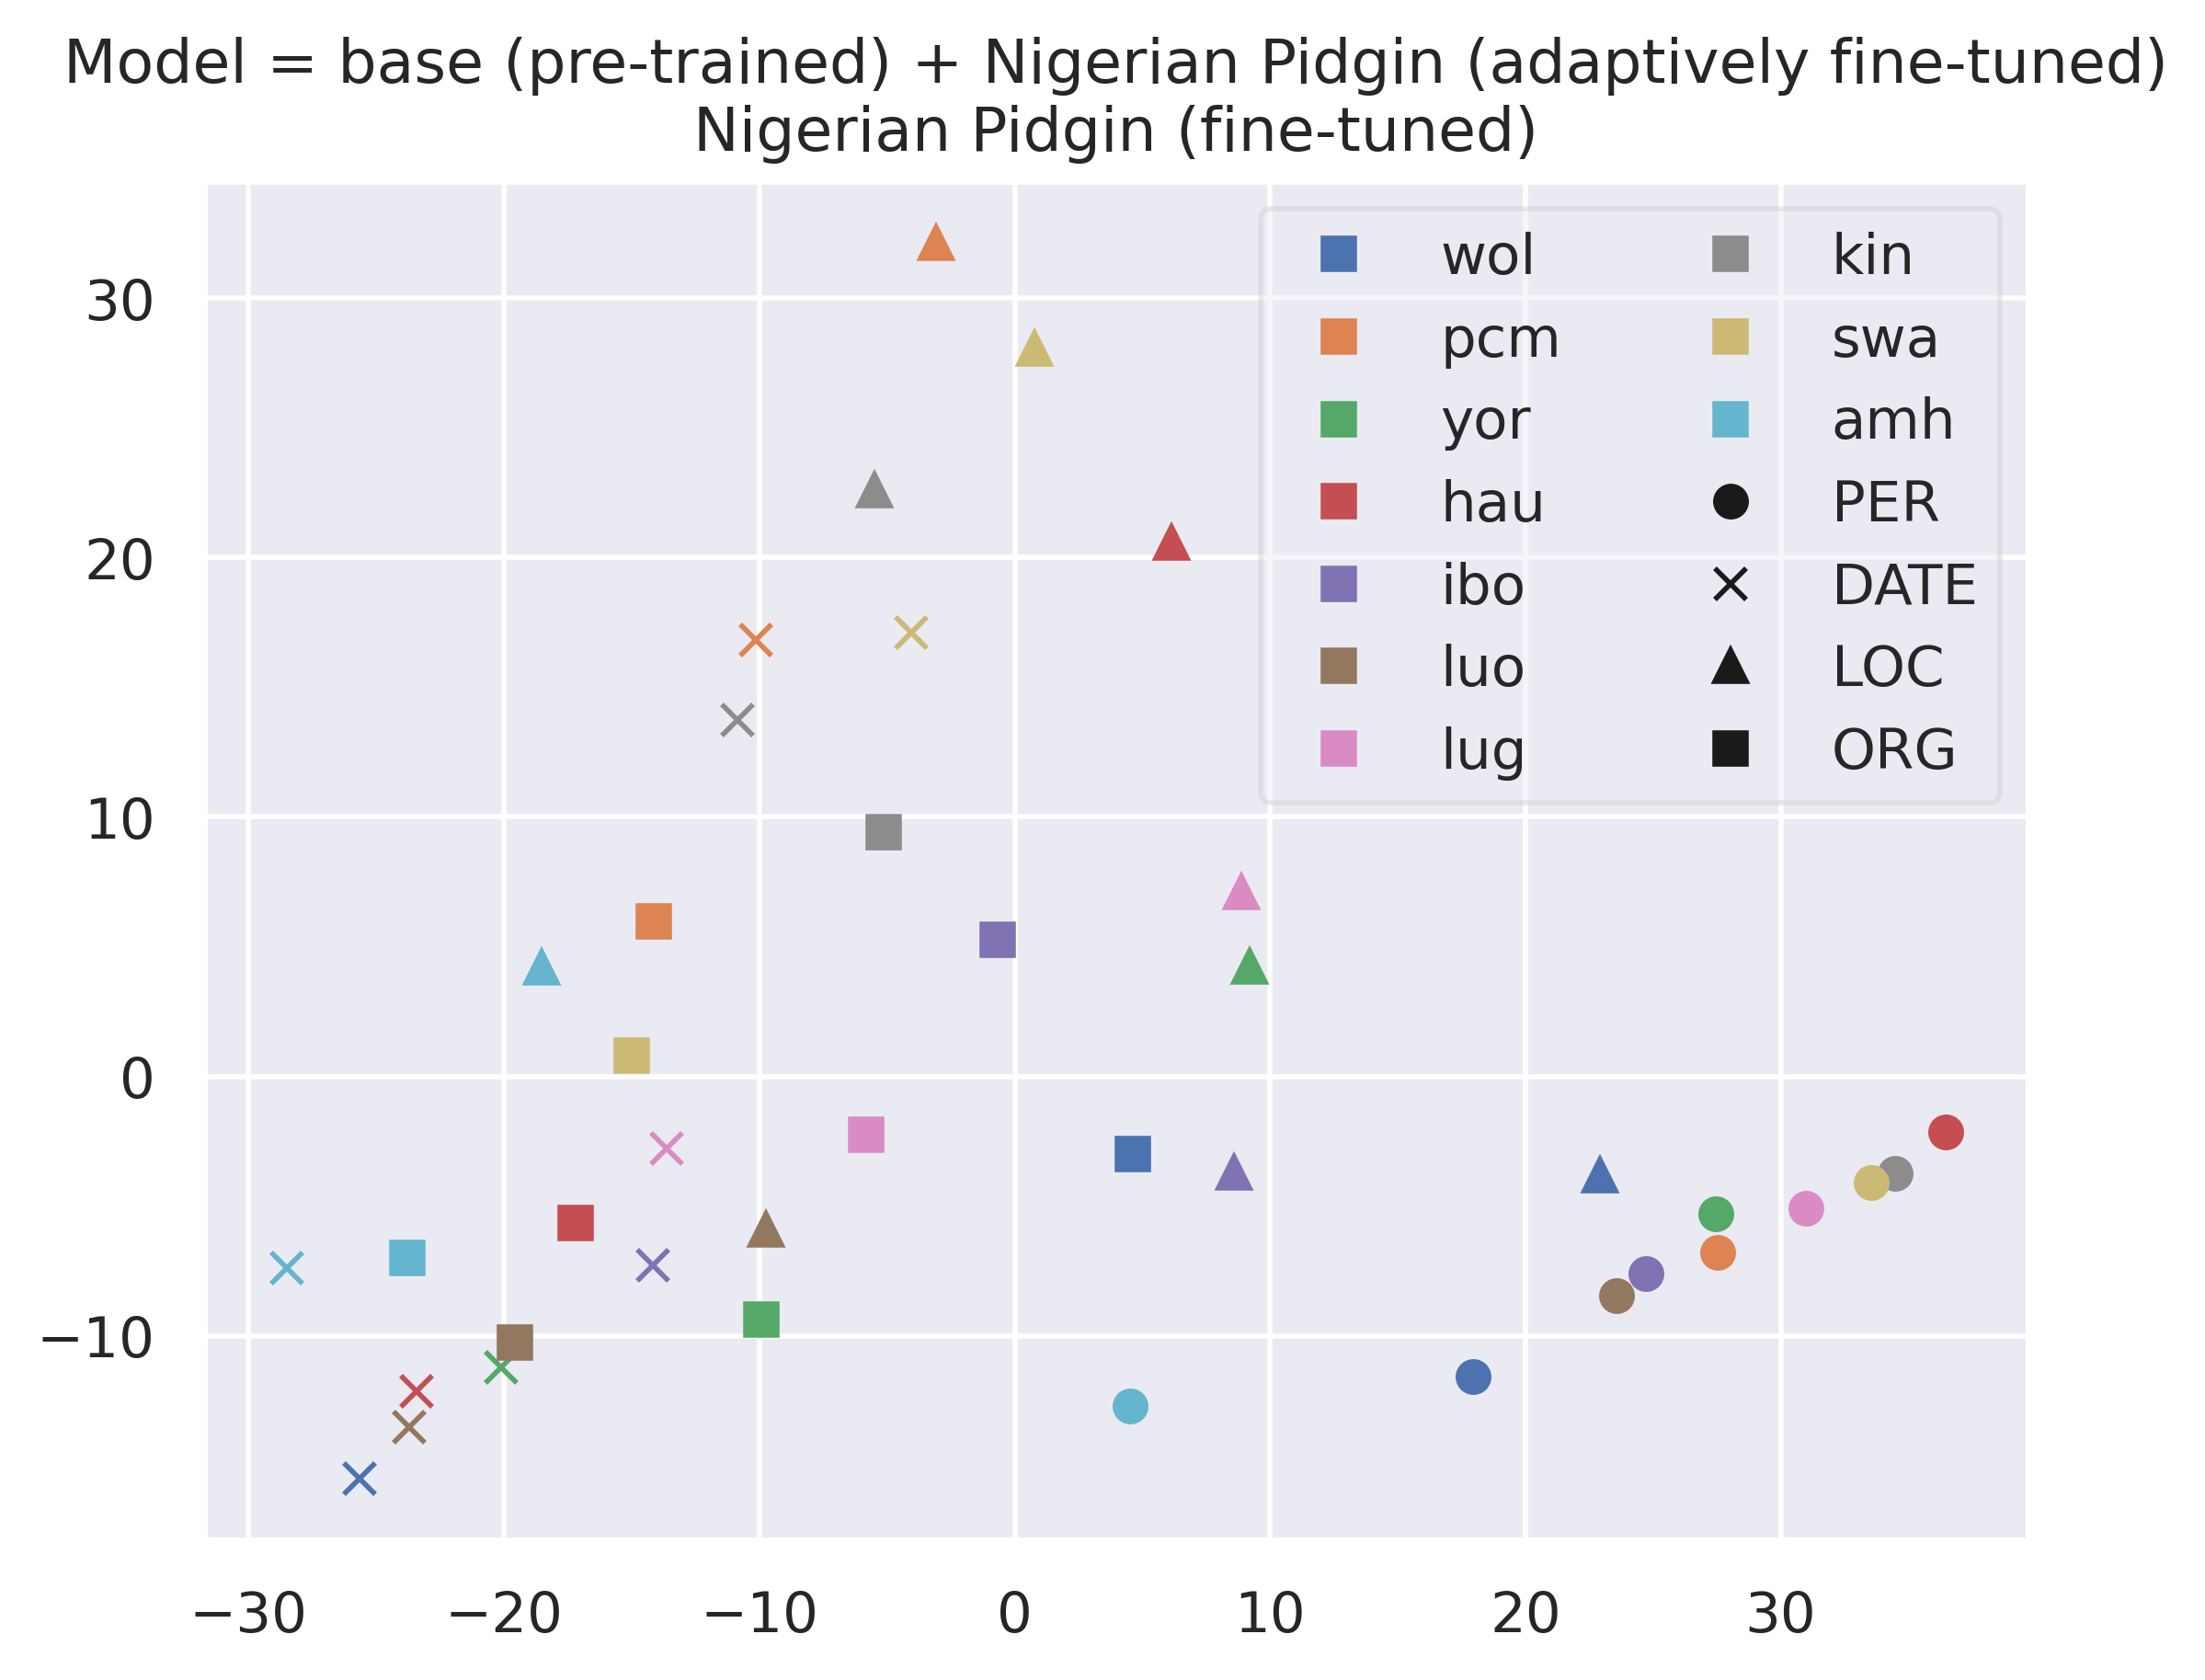 Model = base (pre-trained) + Nigerian Pidgin (adaptively fine-tuned)
Nigerian Pidgin (fine-tuned)
wol
pcm
yor
hau
ibo
luo
lug
kin
swa
amh
PER
DATE
LOC
ORG
30
20
10
0
−10
−30
−20
−10
0
10
20
30